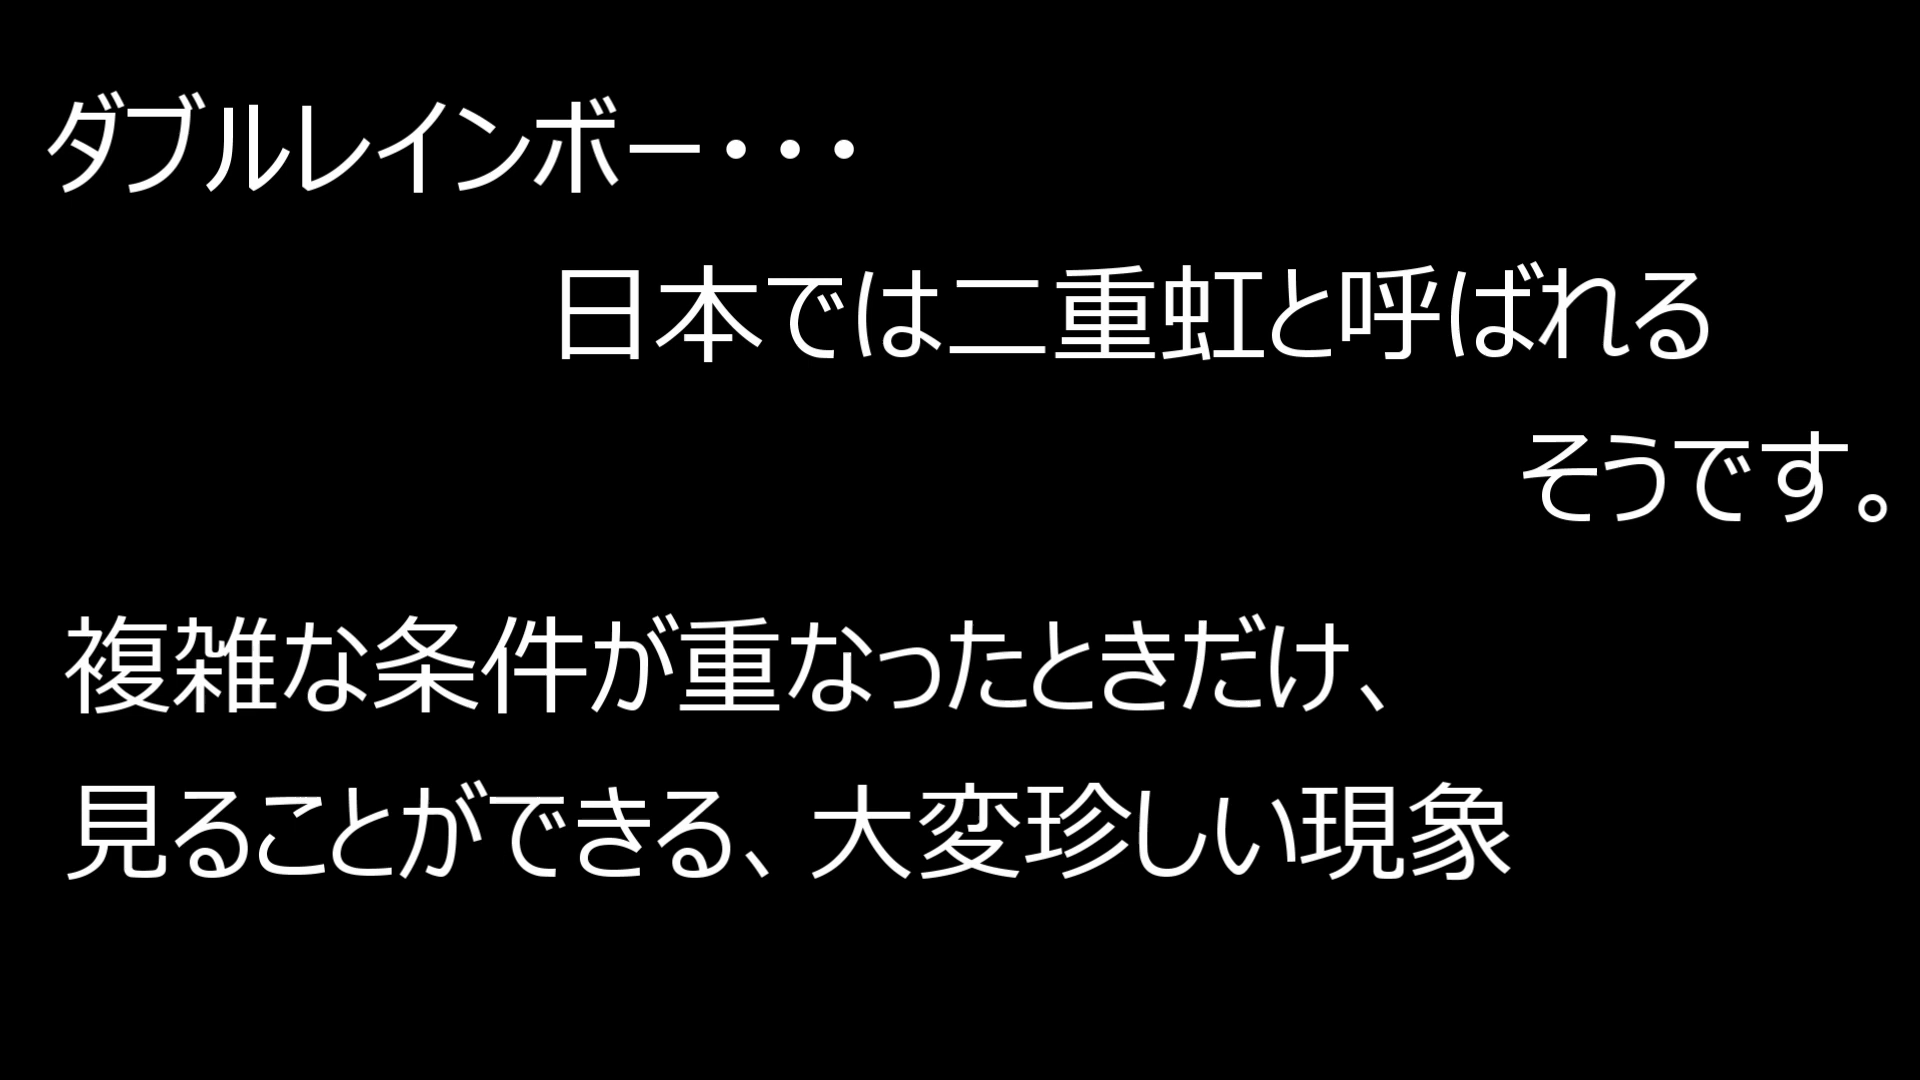 ダブルレインボー・・・
日本では二重虹と呼ばれる
そうです。
複雑な条件が重なったときだけ、
見ることができる、大変珍しい現象